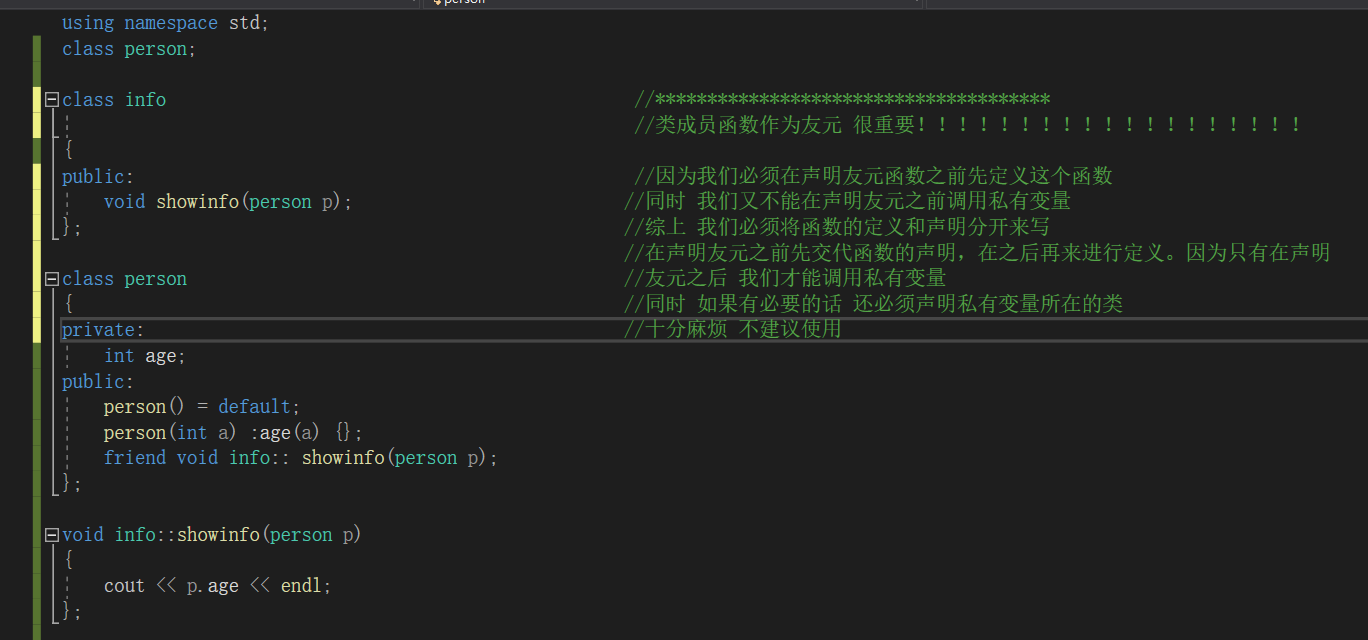 person
using namespace std;
class person;
class info //**************************************
//类成员函数作为友元 很重要！！！！！！！！！！！！！！！！！！！
{
public: //因为我们必须在声明友元函数之前先定义这个函数
void showinfo(person p); //同时 我们又不能在声明友元之前调用私有变量
}; //综上 我们必须将函数的定义和声明分开来写
//在声明友元之前先交代函数的声明，在之后再来进行定义。因为只有在声明
class person //友元之后 我们才能调用私有变量
{ //同时 如果有必要的话 还必须声明私有变量所在的类
private: //十分麻烦 不建议使用
int age;
public:
person() = default;
person(int a) :age(a) {};
friend void info:: showinfo(person p);
};
void info::showinfo(person p)
{
cout << p.age << endl;
};